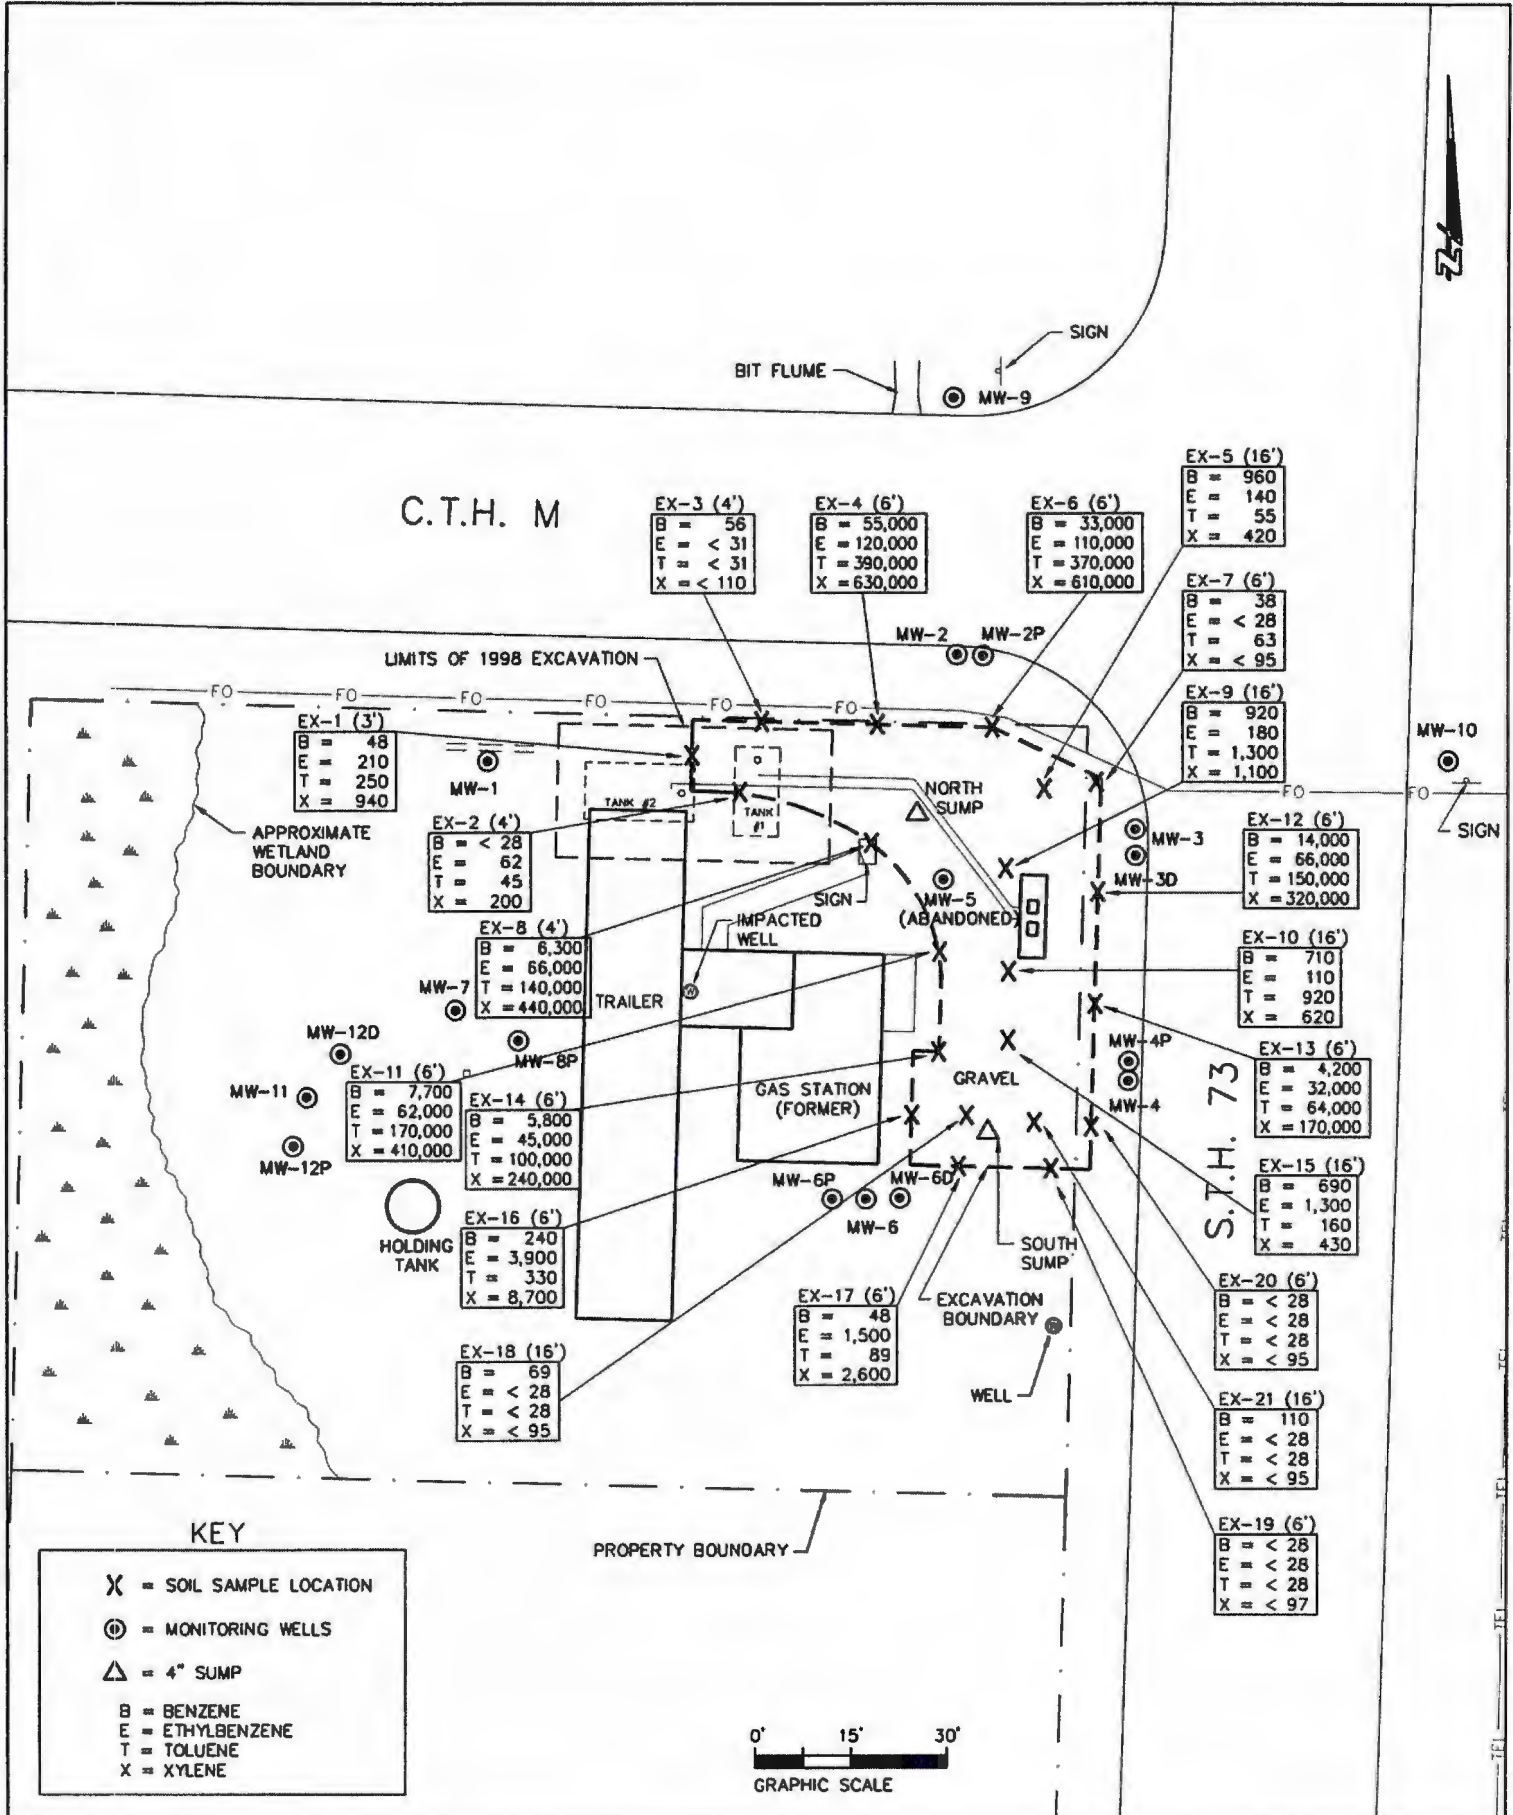 N
SIGN
BIT FLUME
MW-9
C.T.H. M
EX-3 (4')
B = 56
E = < 31
T = < 31
X = < 110
EX-4 (6')
B = 55,000
E = 120,000
T = 390,000
X = 630,000
EX-6 (6')
B = 33,000
E = 110,000
T = 370,000
X = 610,000
EX-5 (16')
B = 960
E = 140
T = 55
X = 420
EX-7 (6')
B = 38
E = < 28
T = 63
X = < 95
EX-9 (16')
B = 920
E = 180
T = 1,300
X = 1,100
MW-2
MW-2P
LIMITS OF 1998 EXCAVATION
FO
FO
FO
FO
FO
FO
FO
FO
MW-10
SIGN
EX-1 (3')
B = 48
E = 210
T = 250
X = 940
MW-1
TANK #2
TANK
#1
NORTH
SUMP
APPROXIMATE
WETLAND
BOUNDARY
EX-2 (4')
B = < 28
E = 62
T = 45
X = 200
MW-3
MW-3D
EX-12 (6')
B = 14,000
E = 66,000
T = 150,000
X = 320,000
SIGN
MW-5
(ABANDONED)
IMPACTED
WELL
EX-8 (4')
B = 6,300
E = 66,000
T = 140,000
X = 440,000
EX-10 (16')
B = 710
E = 110
T = 920
X = 620
MW-7
TRAILER
W
MW-12D
MW-8P
MW-11
MW-12P
EX-11 (6')
B = 7,700
E = 62,000
T = 170,000
X = 410,000
EX-14 (6')
B = 5,800
E = 45,000
T = 100,000
X = 240,000
GAS STATION
(FORMER)
GRAVEL
MW-4P
MW-4
S.T.H. 73
EX-13 (6')
B = 4,200
E = 32,000
T = 64,000
X = 170,000
EX-15 (16')
B = 690
E = 1,300
T = 160
X = 430
HOLDING
TANK
EX-16 (6')
B = 240
E = 3,900
T = 330
X = 8,700
MW-6P
MW-6
MW-6D
SOUTH
SUMP
EX-17 (6')
B = 48
E = 1,500
T = 89
X = 2,600
EXCAVATION
BOUNDARY
WELL
EX-20 (6')
B = < 28
E = < 28
T = < 28
X = < 95
EX-18 (16')
B = 69
E = < 28
T = < 28
X = < 95
EX-21 (16')
B = 110
E = < 28
T = < 28
X = < 95
EX-19 (6')
B = < 28
E = < 28
T = < 28
X = < 97
PROPERTY BOUNDARY
TEL
TEL
TEL
TEL
TEL
KEY
X = SOIL SAMPLE LOCATION
= MONITORING WELLS
= 4" SUMP
B = BENZENE
E = ETHYLBENZENE
T = TOLUENE
X = XYLENE
0' 15' 30'
GRAPHIC SCALE